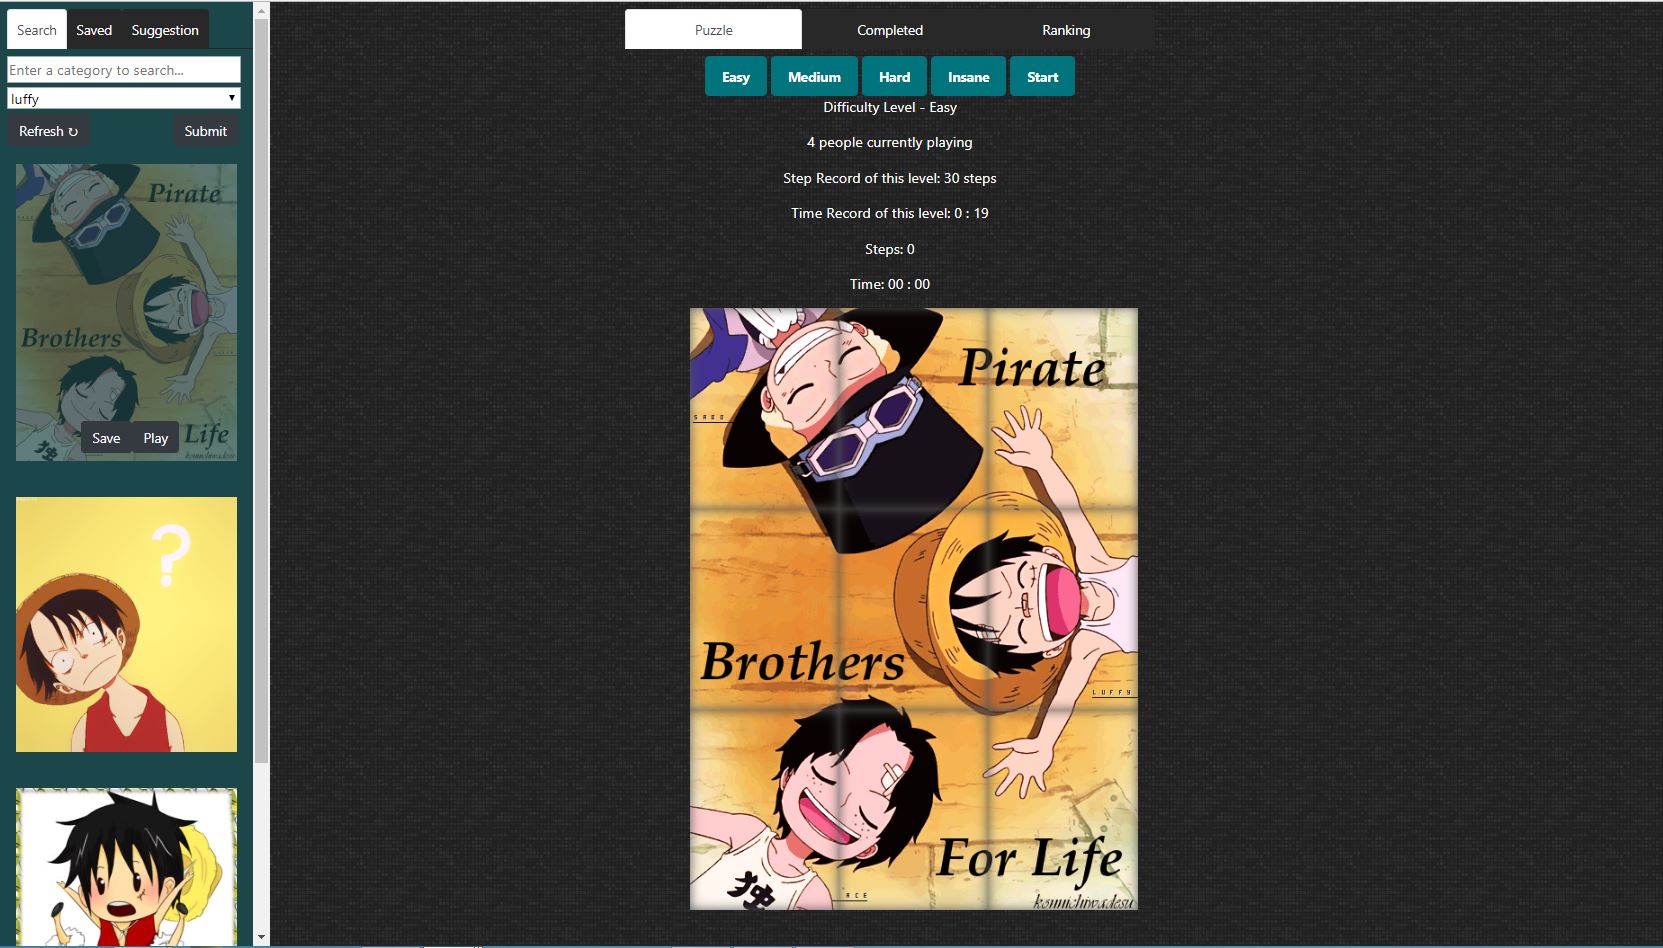 Search Saved Suggestion
Enter a category to search...
luffy
Refresh ↻ Submit
Pirate
Brothers
Life
konnichiwadesu
Save Play
?
Puzzle Completed Ranking
Easy Medium Hard Insane Start
Difficulty Level - Easy
4 people currently playing
Step Record of this level: 30 steps
Time Record of this level: 0 : 19
Steps: 0
Time: 00 : 00
Pirate
SABO
Brothers
LUFFY
For Life
独
ACE
konnichiwadesu